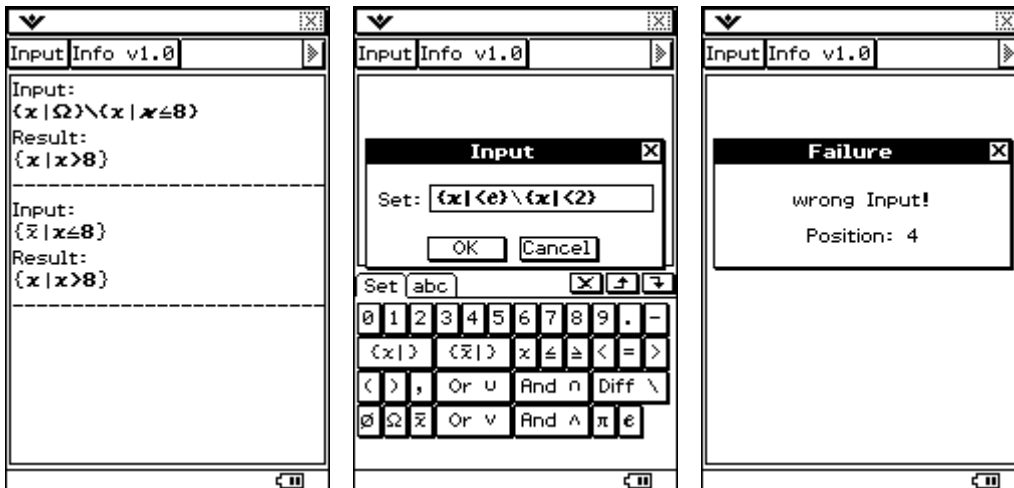 Input Info v1.0
Input:
{x|Ω}\{x|x≤8}
Result:
{x|x>8}
Input:
{x̄|x≤8}
Result:
{x|x>8}
Input Info v1.0
Input
Set: {x|<e}\{x|<2}
OK Cancel
Set abc
0 1 2 3 4 5 6 7 8 9 . -
{x|} {x̄|} x ≤ ≥ < = >
( ) , Or ∪ And ∩ Diff \
Ø Ω x̄ Or ∨ And ∧ π e
Input Info v1.0
Failure
wrong Input!
Position: 4